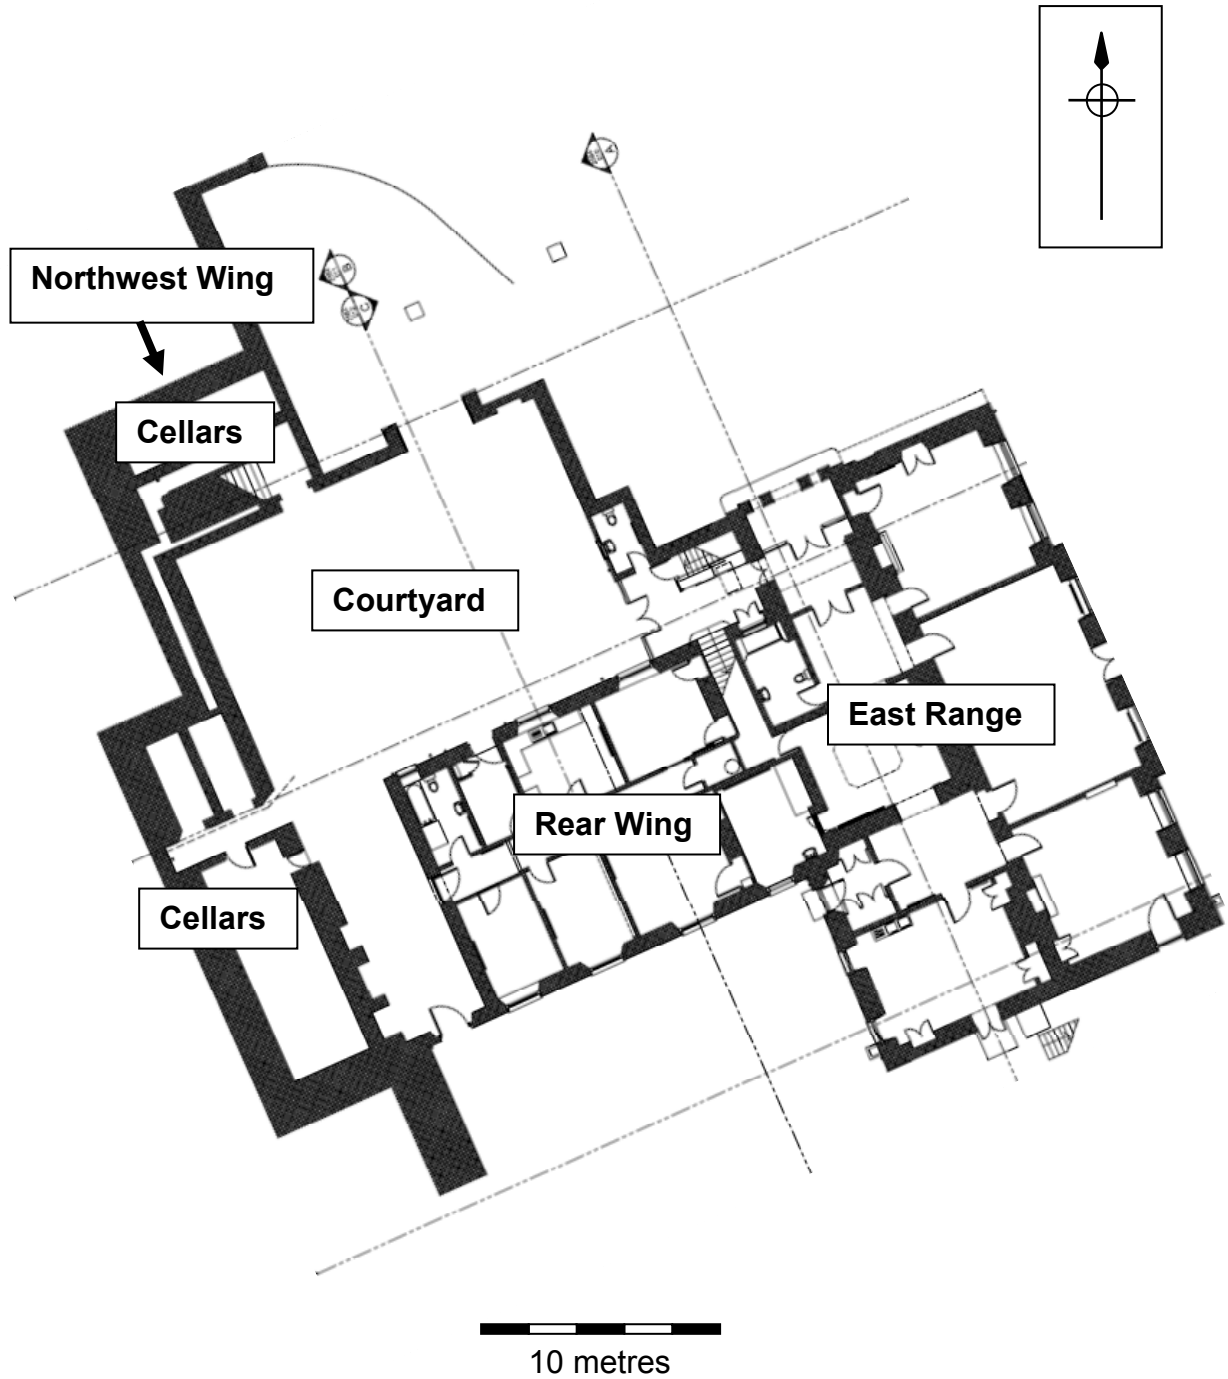 A
Northwest Wing
B
C
Cellars
Courtyard
East Range
Rear Wing
Cellars
10 metres